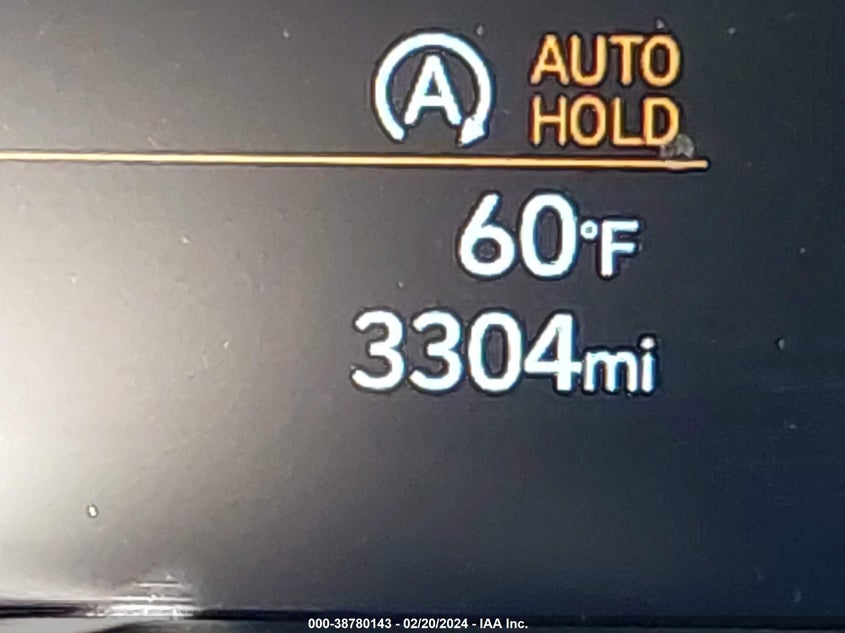 A
AUTO
HOLD
60°F
3304mi
000-38780143 - 02/20/2024 - IAA Inc.